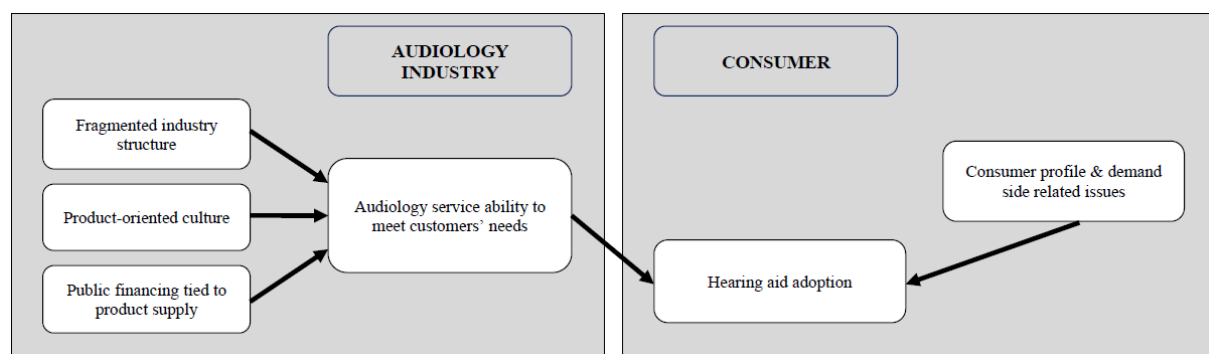 AUDIOLOGY
INDUSTRY
Fragmented industry
structure
Product-oriented culture
Public financing tied to
product supply
Audiology service ability to
meet customers’ needs
CONSUMER
Consumer profile & demand
side related issues
Hearing aid adoption